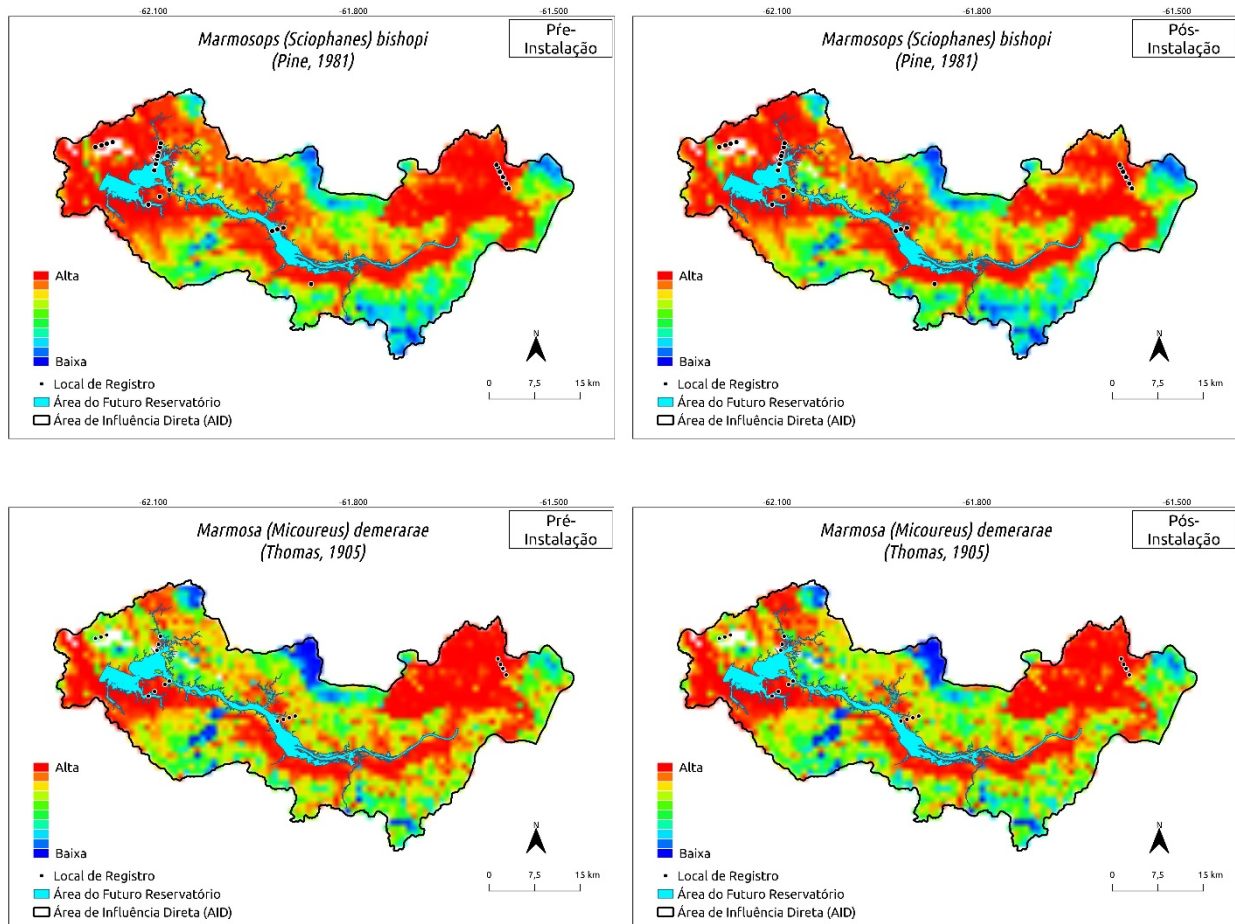 -62.100 -61.800 -61.500
Marmosops (Sciophanes) bishopi
(Pine, 1981)
Pŕe-
Instalação
Alta
Baixa
Local de Registro
Área do Futuro Reservatório
Área de Influência Direta (AID)
N
0 7,5 15 km
-62.100 -61.800 -61.500
Marmosops (Sciophanes) bishopi
(Pine, 1981)
Pós-
Instalação
Alta
Baixa
Local de Registro
Área do Futuro Reservatório
Área de Influência Direta (AID)
N
0 7,5 15 km
-62.100 -61.800 -61.500
Marmosa (Micoureus) demerarae
(Thomas, 1905)
Pré-
Instalação
Alta
Baixa
Local de Registro
Área do Futuro Reservatório
Área de Influência Direta (AID)
N
0 7,5 15 km
-62.100 -61.800 -61.500
Marmosa (Micoureus) demerarae
(Thomas, 1905)
Pós-
Instalação
Alta
Baixa
Local de Registro
Área do Futuro Reservatório
Área de Influência Direta (AID)
N
0 7,5 15 km